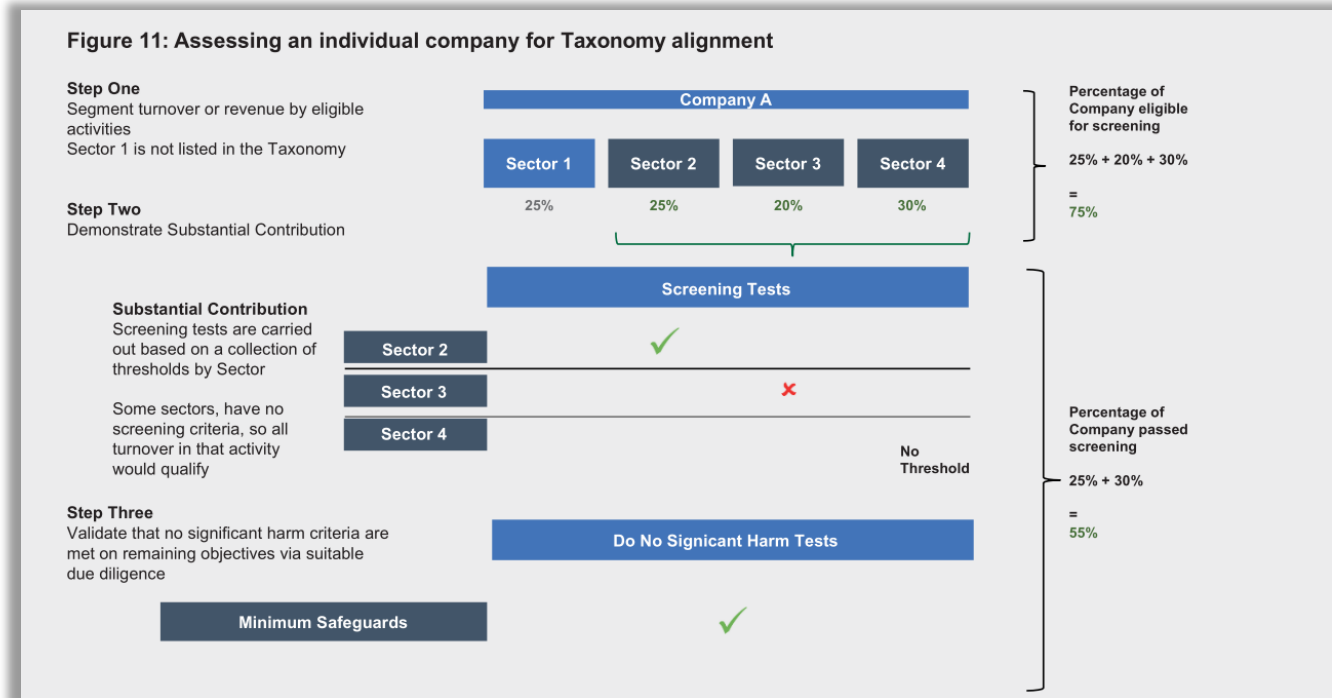 Figure 11: Assessing an individual company for Taxonomy alignment
Step One
Segment turnover or revenue by eligible
activities
Sector 1 is not listed in the Taxonomy
Company A
Sector 1
Sector 2
Sector 3
Sector 4
25%
25%
20%
30%
Percentage of
Company eligible
for screening
25% + 20% + 30%
=
75%
Step Two
Demonstrate Substantial Contribution
Screening Tests
Substantial Contribution
Screening tests are carried
out based on a collection of
thresholds by Sector
Some sectors, have no
screening criteria, so all
turnover in that activity
would qualify
Sector 2
Sector 3
Sector 4
No
Threshold
Percentage of
Company passed
screening
25% + 30%
=
55%
Step Three
Validate that no significant harm criteria are
met on remaining objectives via suitable
due diligence
Do No Signicant Harm Tests
Minimum Safeguards